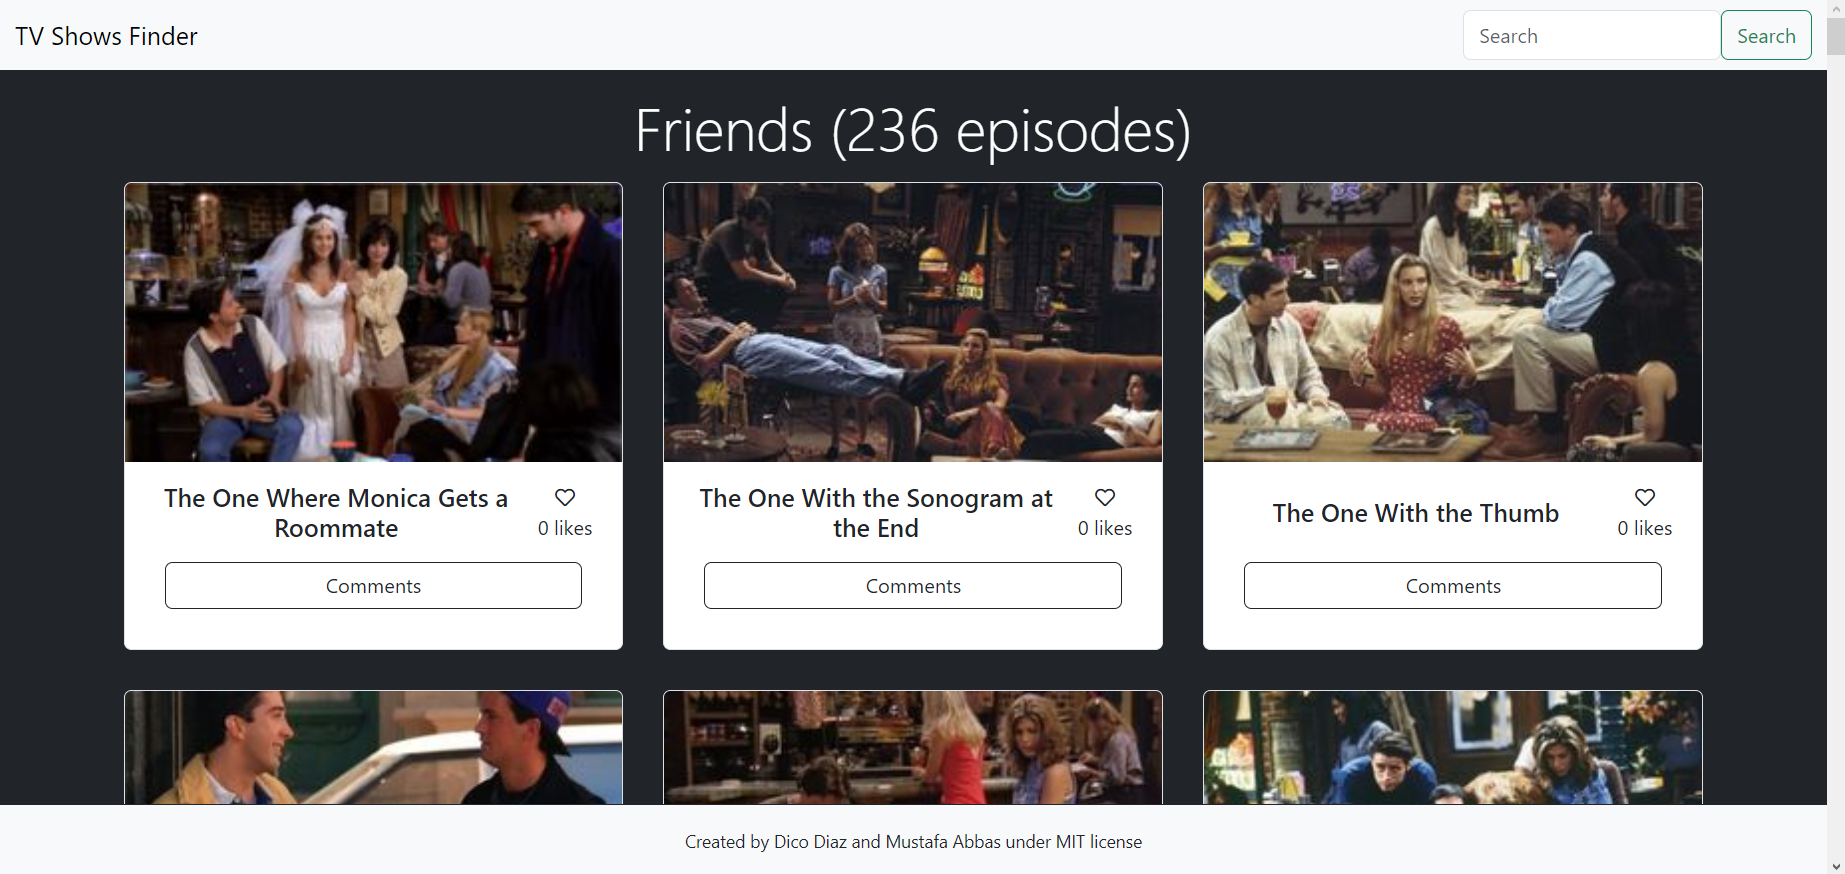 TV Shows Finder
Search
Search
Friends (236 episodes)
The One Where Monica Gets a
Roommate
0 likes
Comments
The One With the Sonogram at
the End
0 likes
Comments
The One With the Thumb
0 likes
Comments
Created by Dico Diaz and Mustafa Abbas under MIT license